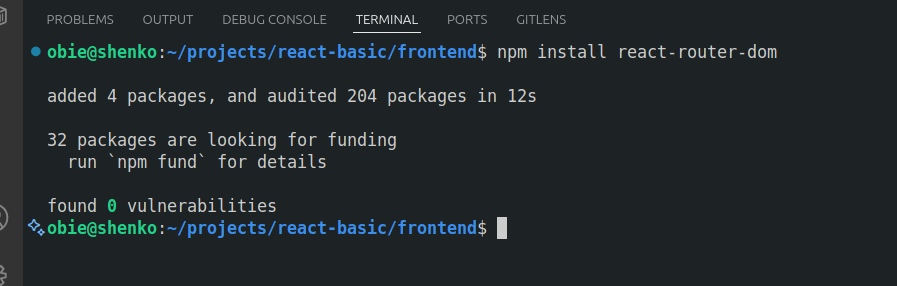 PROBLEMS OUTPUT DEBUG CONSOLE TERMINAL PORTS GITLENS
obie@shenko:~/projects/react-basic/frontend$ npm install react-router-dom
added 4 packages, and audited 204 packages in 12s
32 packages are looking for funding
run `npm fund` for details
found 0 vulnerabilities
obie@shenko:~/projects/react-basic/frontend$